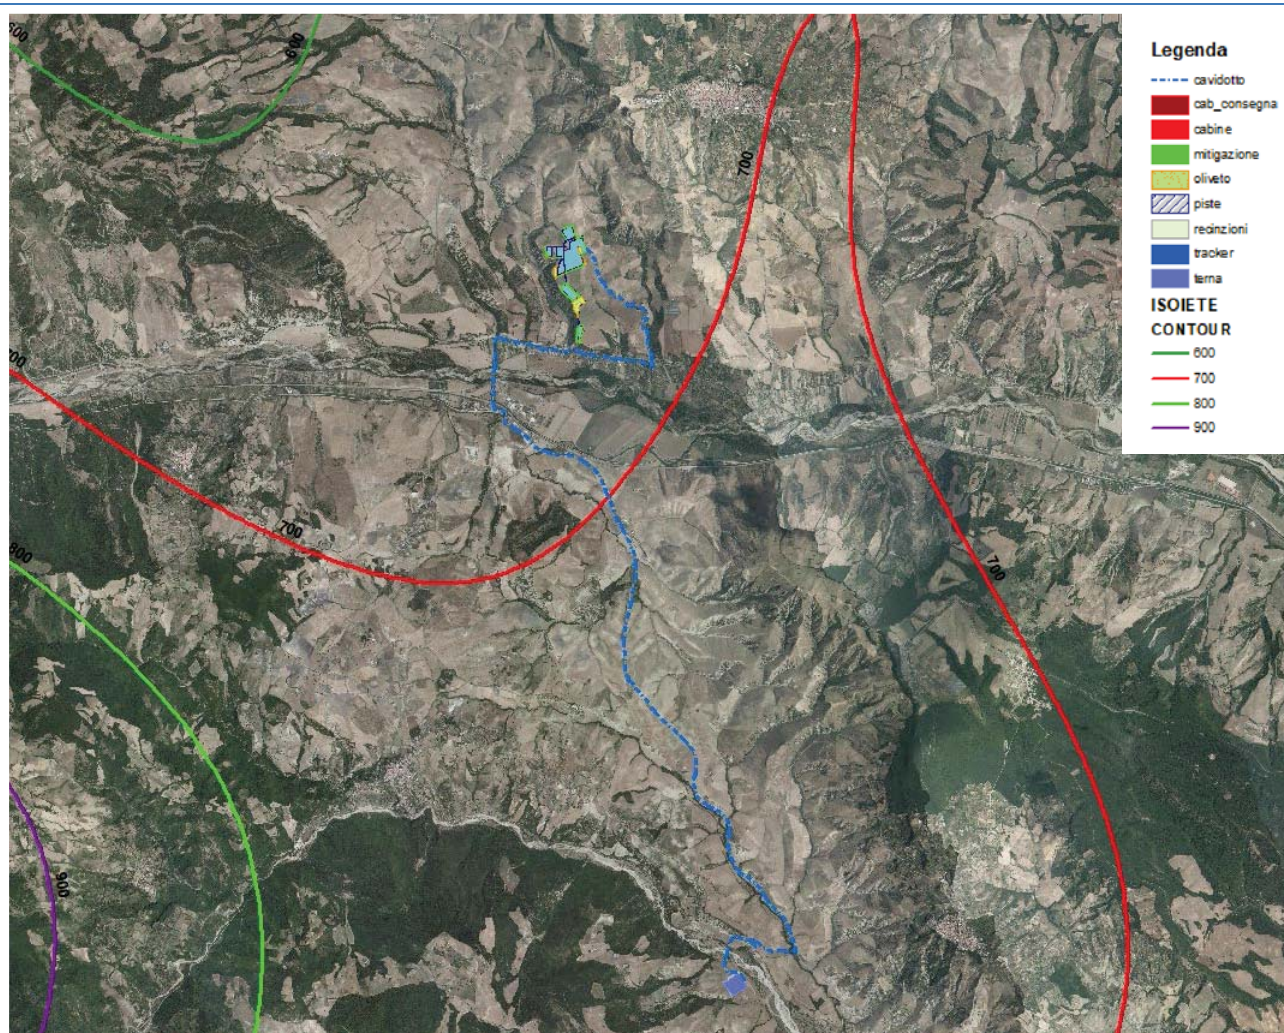 600
600
700
700
700
700
800
900
Legenda
cavidotto
cab_consegna
cabine
mitigazione
oliveto
piste
recinzioni
tracker
terna
ISOIETE
CONTOUR
600
700
800
900